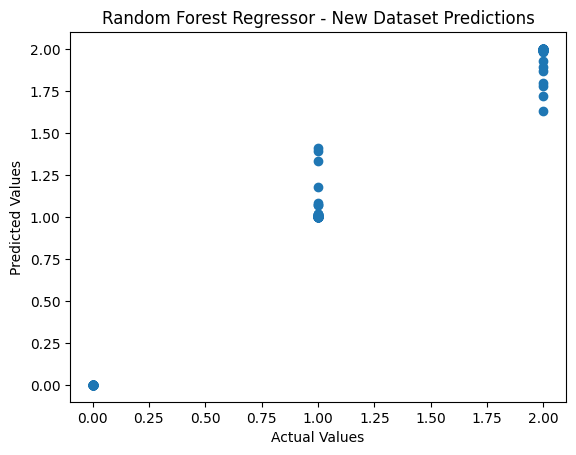 Random Forest Regressor - New Dataset Predictions
Predicted Values
2.00
1.75
1.50
1.25
1.00
0.75
0.50
0.25
0.00
0.00 0.25 0.50 0.75 1.00 1.25 1.50 1.75 2.00
Actual Values